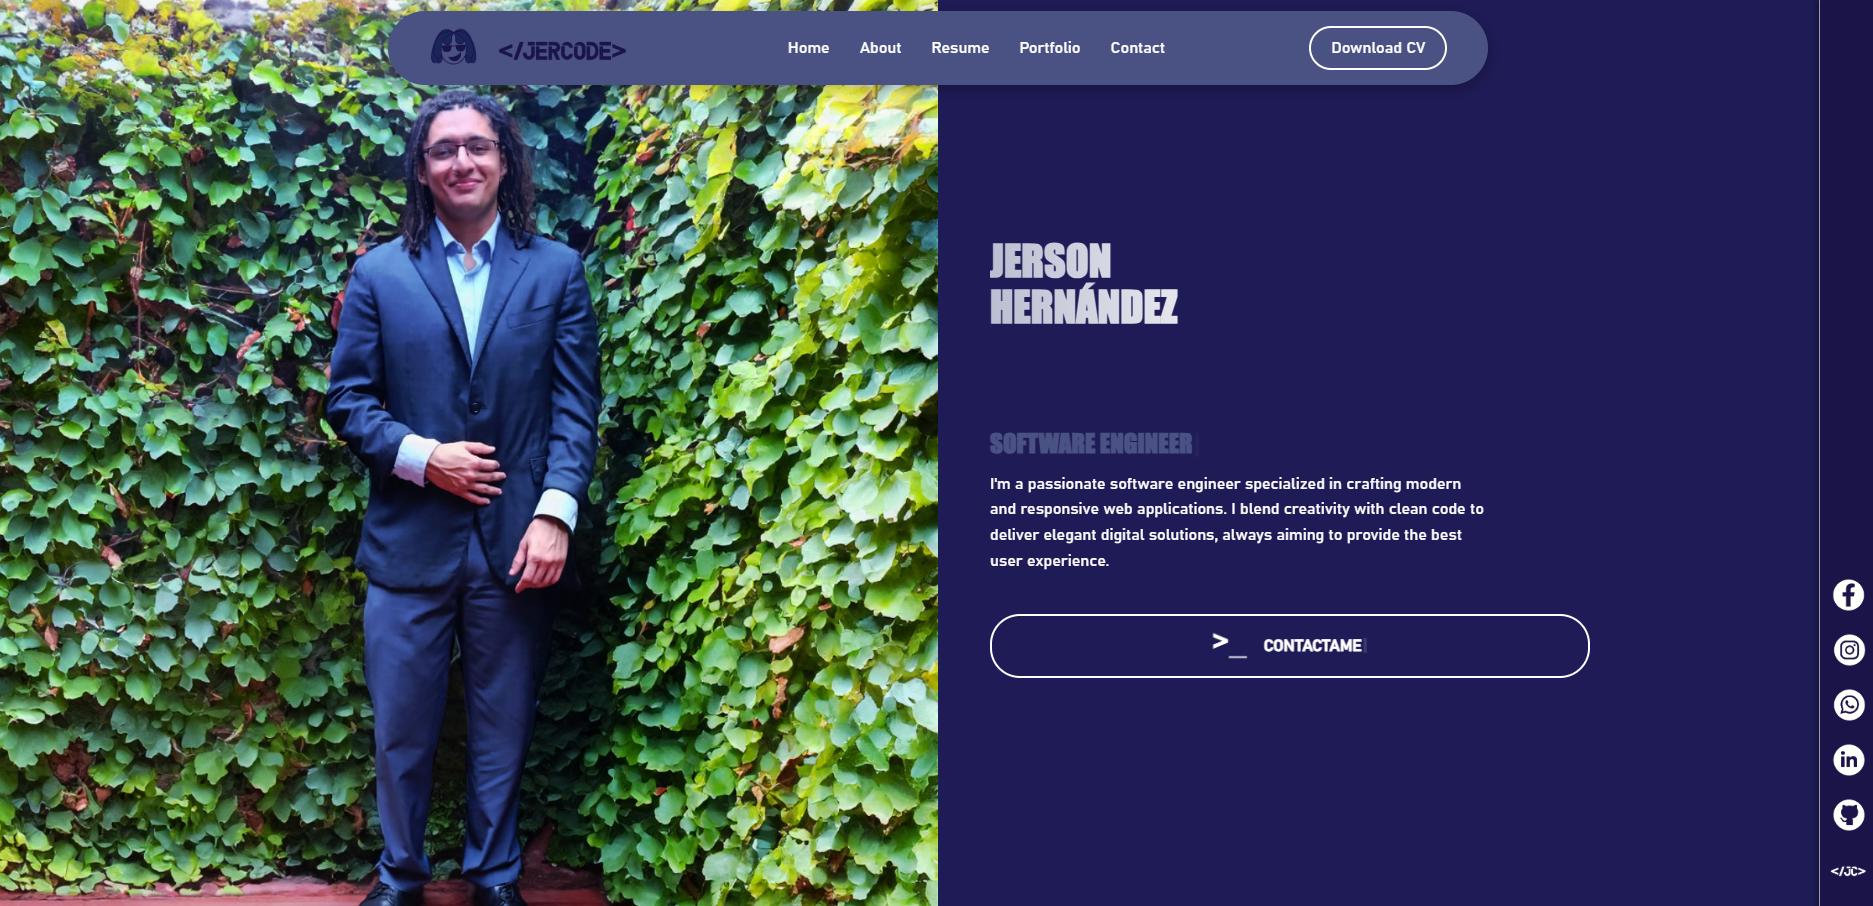 </JERCODE>
Home
About
Resume
Portfolio
Contact
Download CV
JERSON
HERNÁNDEZ
SOFTWARE ENGINEER
I'm a passionate software engineer specialized in crafting modern
and responsive web applications. I blend creativity with clean code to
deliver elegant digital solutions, always aiming to provide the best
user experience.
>_ CONTACTAME
</JC>